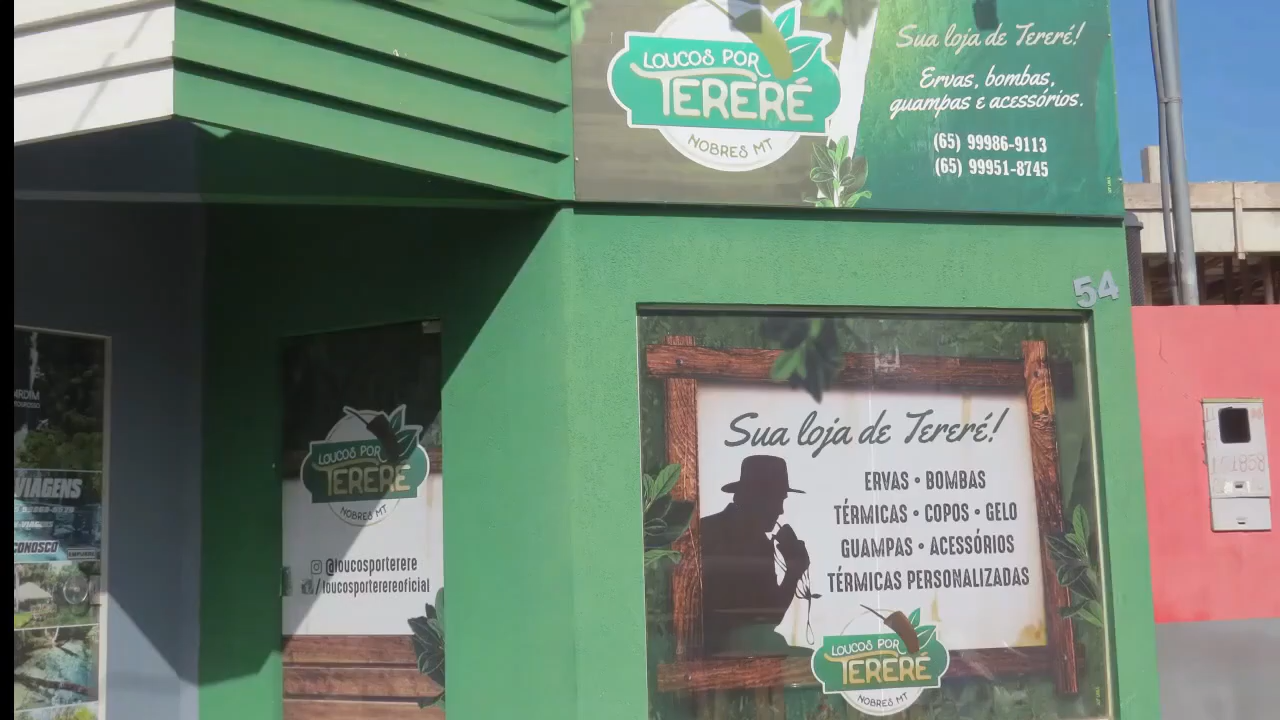 LOUCOS POR
TERERÉ
NOBRES MT
Sua loja de Tereré!
Ervas, bombas,
guampas e acessórios.
(65) 99986-9113
(65) 99951-8745
54
LOUCOS POR
TERERÉ
NOBRES MT
@loucosporterere
/loucosporterereoficial
Sua loja de Tereré!
ERVAS • BOMBAS
TÉRMICAS • COPOS • GELO
GUAMPAS • ACESSÓRIOS
TÉRMICAS PERSONALIZADAS
LOUCOS POR
TERERÉ
NOBRES MT
VIAGENS
CONOSCO